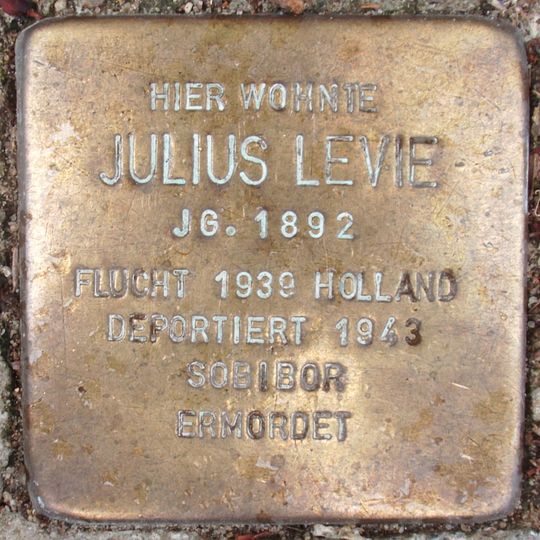 HIER WOHNTE
JULIUS LEVIE
JG. 1892
FLUCHT 1939 HOLLAND
DEPORTIERT 1943
SOBIBOR
ERMORDET